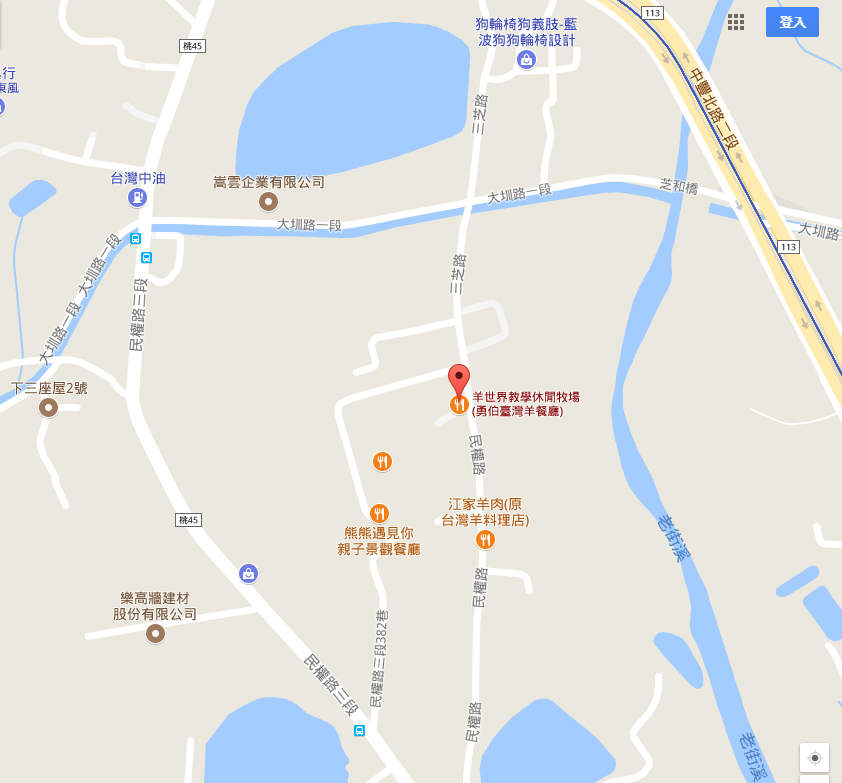 113
登入
狗輪椅狗義肢-藍
波狗狗輪椅設計
桃45
中豐北路二段
三芝路
台灣中油
嵩雲企業有限公司
大圳路一段
大圳路一段
芝和橋
大圳路
113
大圳路一段
三芝路
民權路三段
大圳路一段
下三座屋2號
羊世界教學休閒牧場
(勇伯臺灣羊餐廳)
民權路
江家羊肉(原
台灣羊料理店)
桃45
熊熊遇見你
親子景觀餐廳
老街溪
樂高牆建材
股份有限公司
民權路
民權路三段382巷
民權路三段
民權路
老街溪